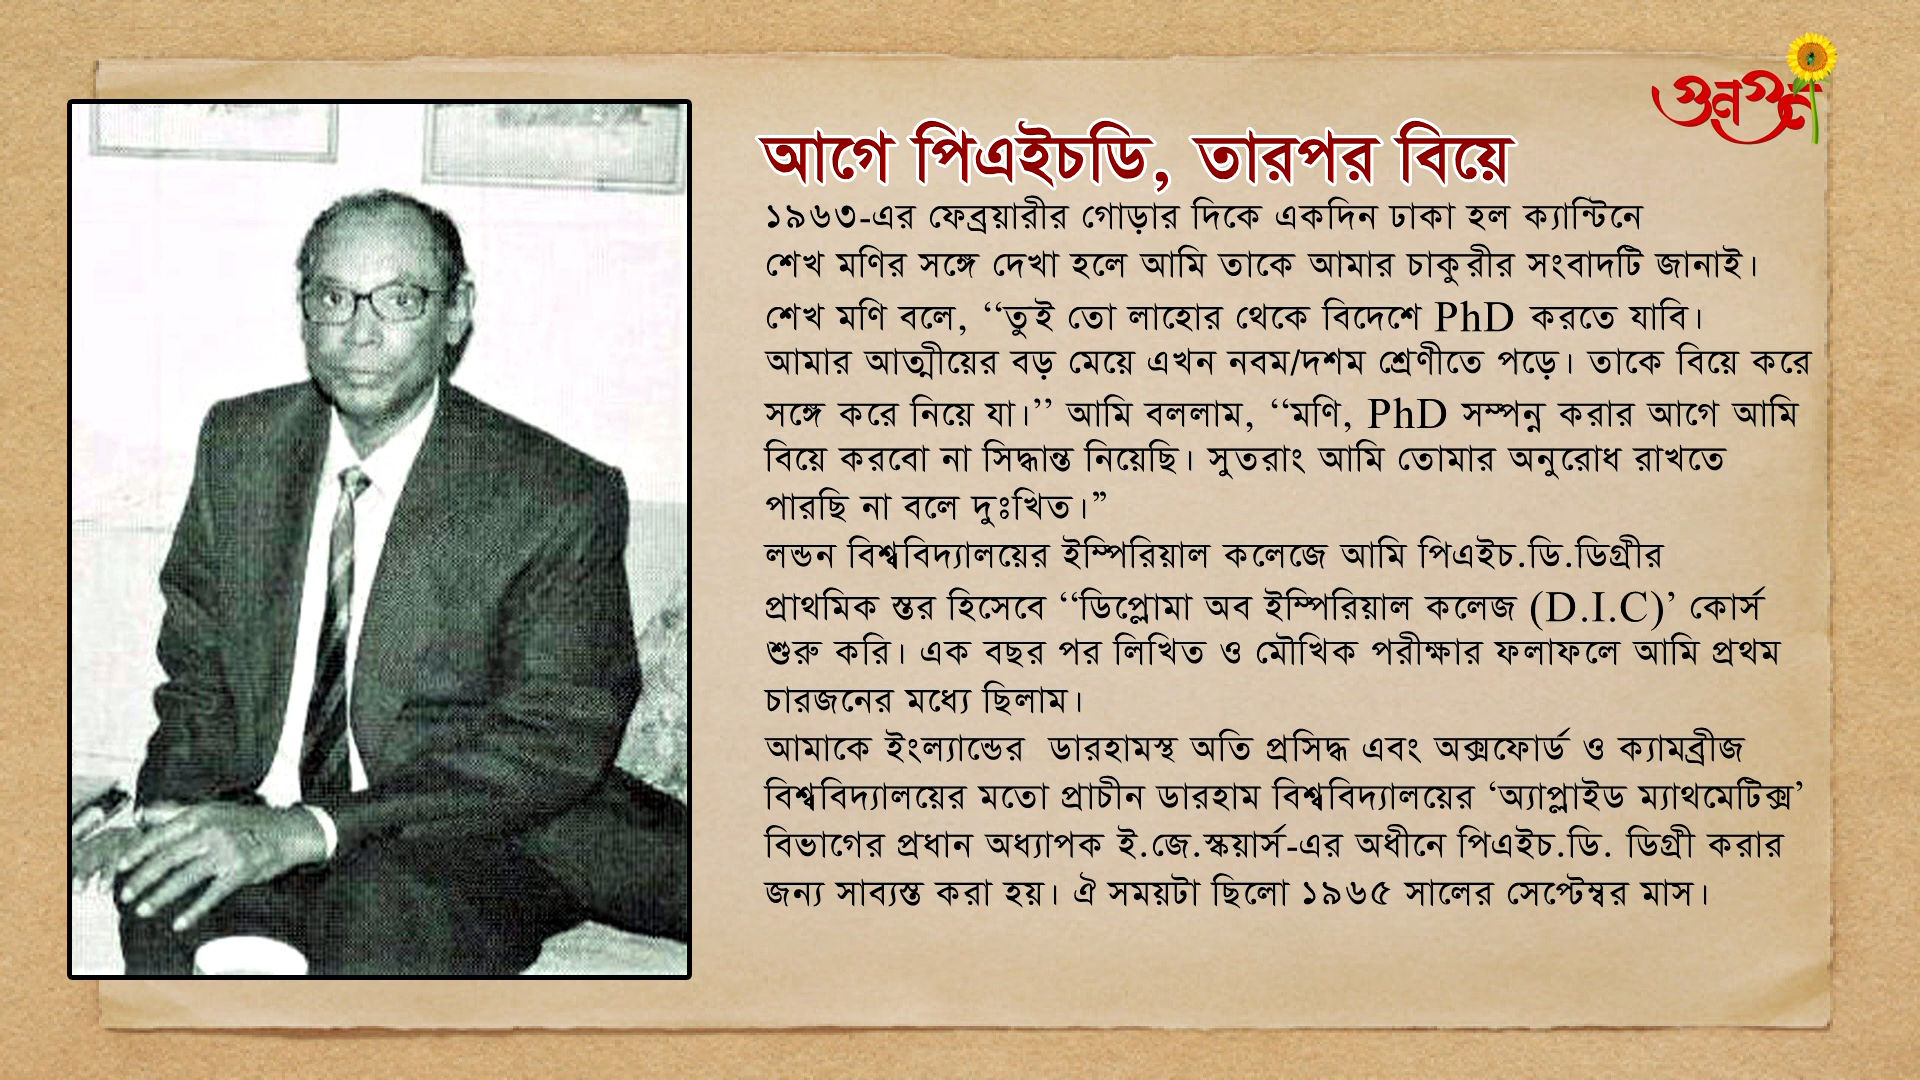 গুনগুন
আগে পিএইচডি, তারপর বিয়ে
১৯৬৩-এর ফেব্রয়ারীর গোড়ার দিকে একদিন ঢাকা হল ক্যান্টিনে
শেখ মণির সঙ্গে দেখা হলে আমি তাকে আমার চাকুরীর সংবাদটি জানাই।
শেখ মণি বলে, ‘‘তুই তো লাহোর থেকে বিদেশে PhD করতে যাবি।
আমার আত্মীয়ের বড় মেয়ে এখন নবম/দশম শ্রেণীতে পড়ে। তাকে বিয়ে করে
সঙ্গে করে নিয়ে যা।’’ আমি বললাম, ‘‘মণি, PhD সম্পন্ন করার আগে আমি
বিয়ে করবো না সিদ্ধান্ত নিয়েছি। সুতরাং আমি তোমার অনুরোধ রাখতে
পারছি না বলে দুঃখিত।”
লন্ডন বিশ্ববিদ্যালয়ের ইম্পিরিয়াল কলেজে আমি পিএইচ.ডি.ডিগ্রীর
প্রাথমিক স্তর হিসেবে ‘‘ডিপ্লোমা অব ইম্পিরিয়াল কলেজ (D.I.C)’ কোর্স
শুরু করি। এক বছর পর লিখিত ও মৌখিক পরীক্ষার ফলাফলে আমি প্রথম
চারজনের মধ্যে ছিলাম।
আমাকে ইংল্যান্ডের ডারহামস্থ অতি প্রসিদ্ধ এবং অক্সফোর্ড ও ক্যামব্রীজ
বিশ্ববিদ্যালয়ের মতো প্রাচীন ডারহাম বিশ্ববিদ্যালয়ের ‘অ্যাপ্লাইড ম্যাথমেটিক্স’
বিভাগের প্রধান অধ্যাপক ই.জে.স্কয়ার্স-এর অধীনে পিএইচ.ডি. ডিগ্রী করার
জন্য সাব্যস্ত করা হয়। ঐ সময়টা ছিলো ১৯৬৫ সালের সেপ্টেম্বর মাস।